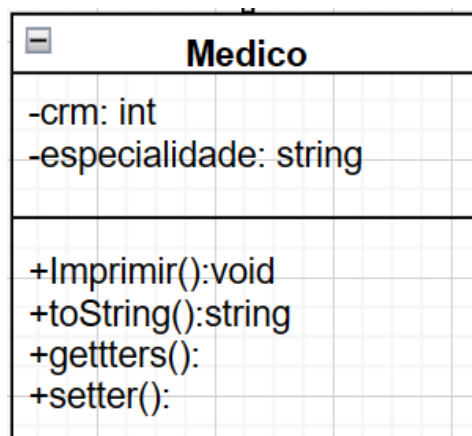 Medico
-crm: int
-especialidade: string
+Imprimir():void
+toString():string
+gettters():
+setter():